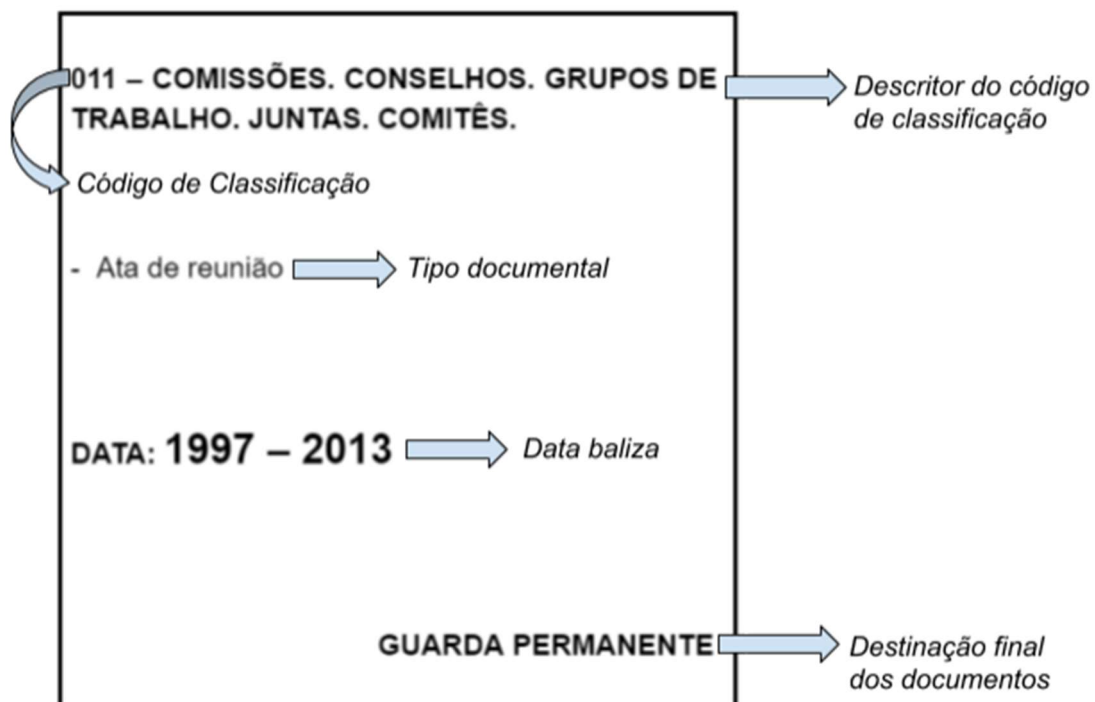 011 – COMISSÕES. CONSELHOS. GRUPOS DE
TRABALHO. JUNTAS. COMITÊS.
Descritor do código
de classificação
Código de Classificação
- Ata de reunião
Tipo documental
DATA: 1997 – 2013
Data baliza
GUARDA PERMANENTE
Destinação final
dos documentos